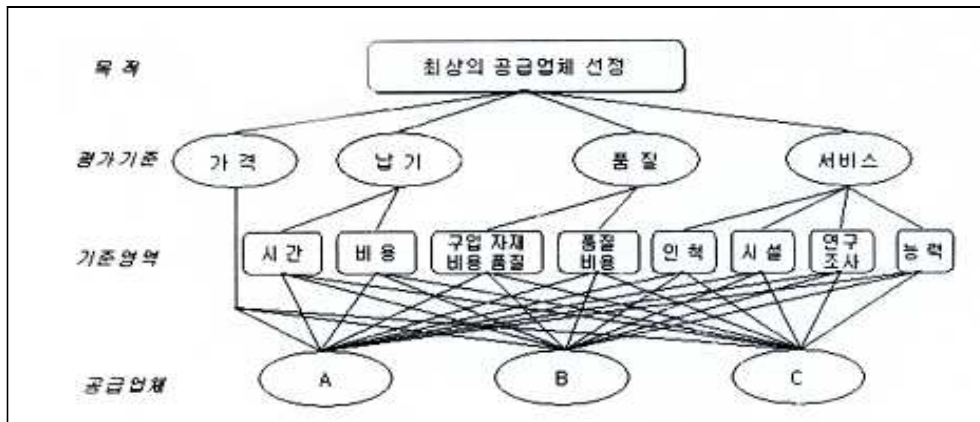 목 적
최상의 공급업체 선정
평가기준
가 격
납 기
품 질
서비스
기준영역
시 간
비 용
구입 자재
비용 품질
품질
비용
인 척
시 설
연구
조사
능 력
공급업체
A
B
C